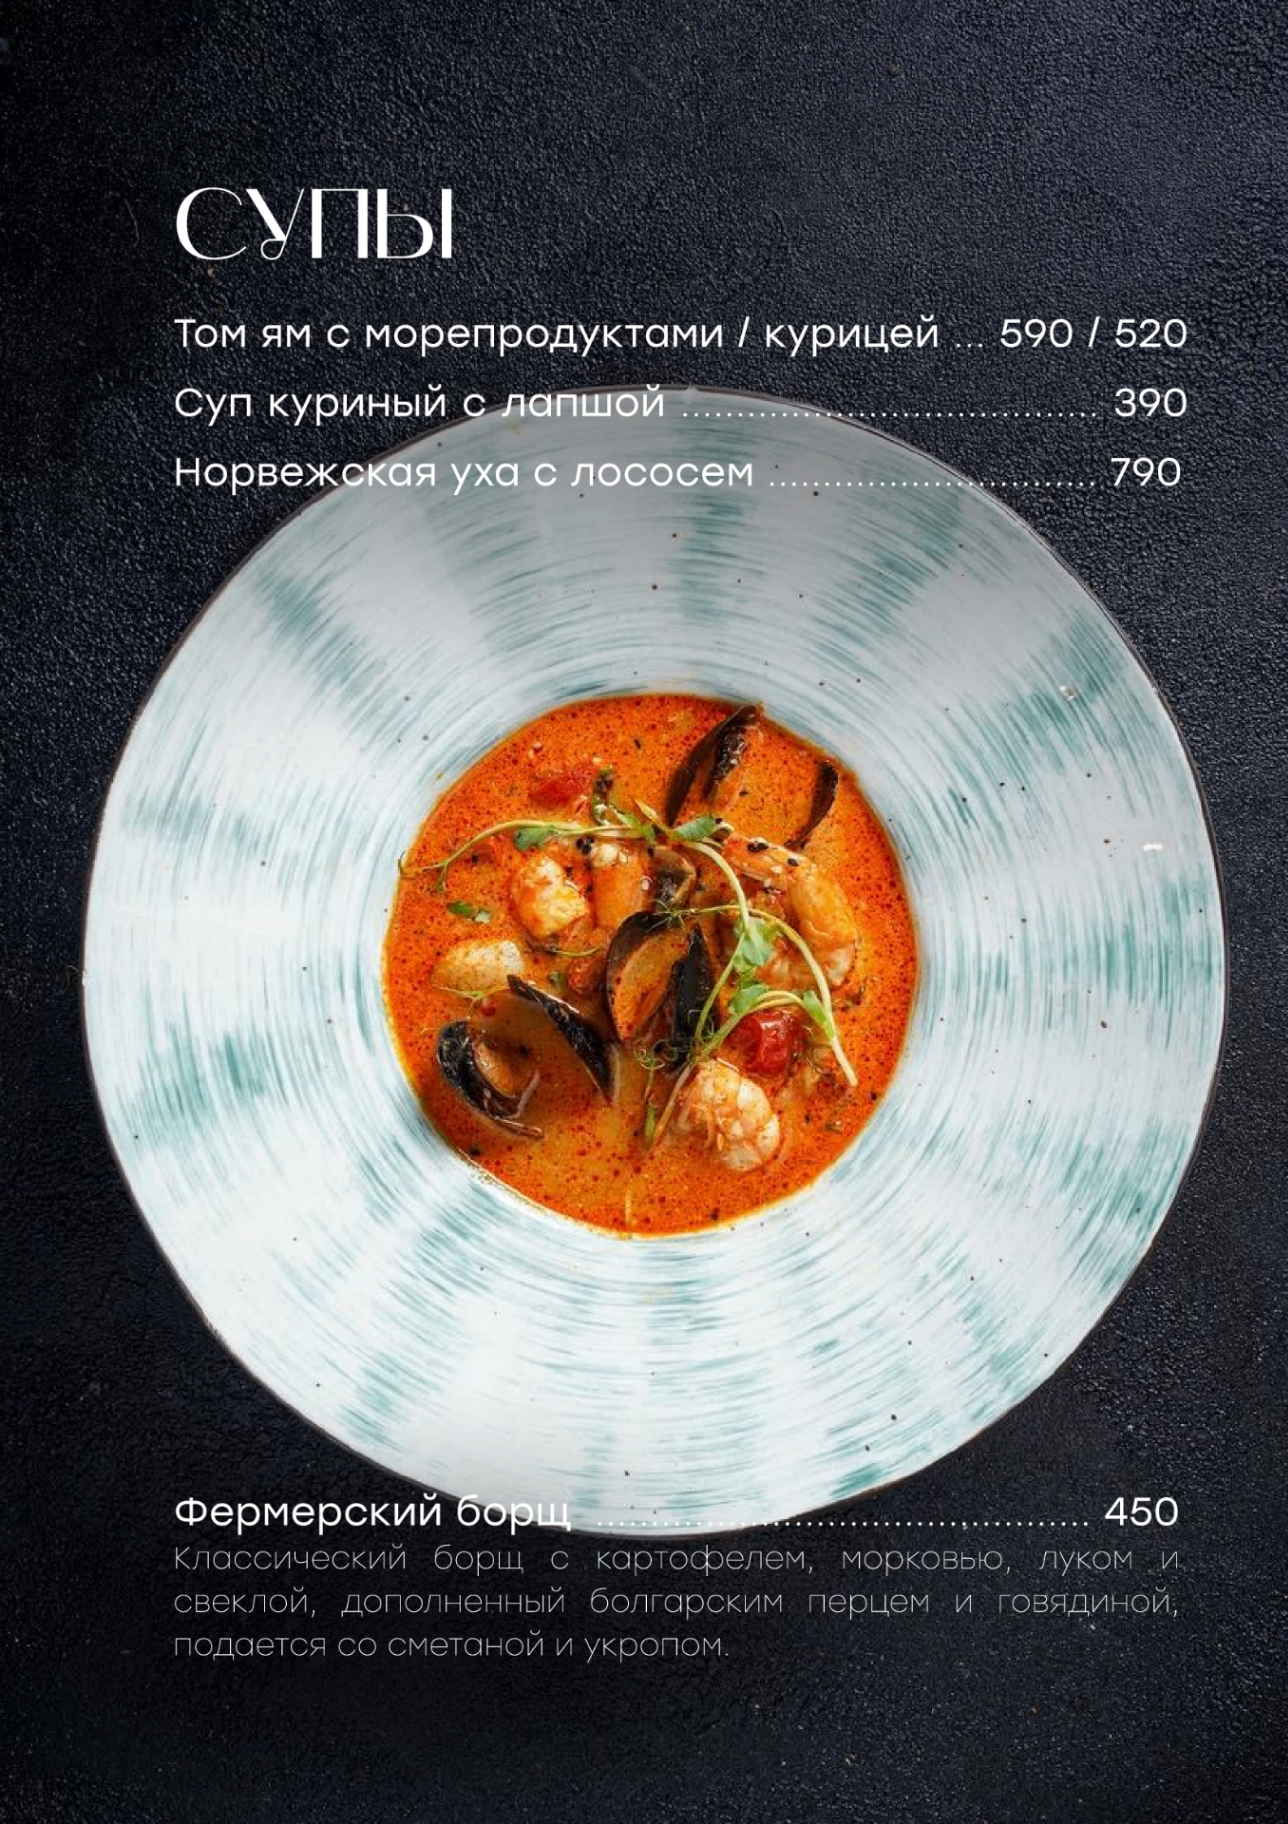 СУПЫ
Том ям с морепродуктами / курицей ... 590 / 520
Суп куриный с лапшой ...................................... 390
Норвежская уха с лососем .............................. 790
Фермерский борщ ............................................. 450
Классический борщ с картофелем, морковью, луком и
свеклой, дополненный болгарским перцем и говядиной,
подается со сметаной и укропом.